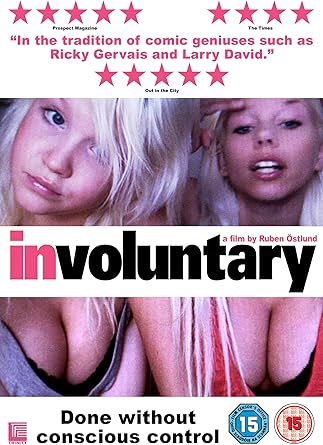 Prospect Magazine
The Times
“In the tradition of comic geniuses such as
Ricky Gervais and Larry David.”
Out in the City
a film by Ruben Östlund
involuntary
TRINITY
15
15
Done without
conscious control